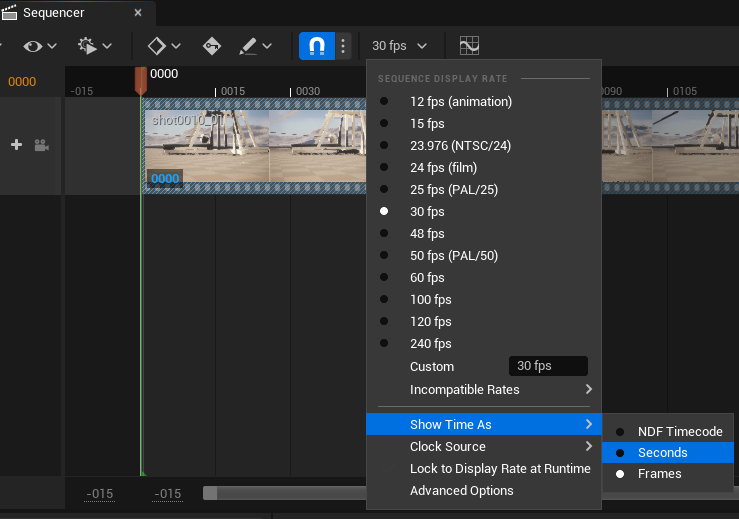 Sequencer
30 fps
0000
0000
-015
0015
0030
0090
0105
SEQUENCE DISPLAY RATE
12 fps (animation)
15 fps
23.976 (NTSC/24)
24 fps (film)
25 fps (PAL/25)
30 fps
48 fps
50 fps (PAL/50)
60 fps
100 fps
120 fps
240 fps
Custom
30 fps
Incompatible Rates
Show Time As
Clock Source
Lock to Display Rate at Runtime
Advanced Options
NDF Timecode
Seconds
Frames
shot0010_01
0000
-015
-015